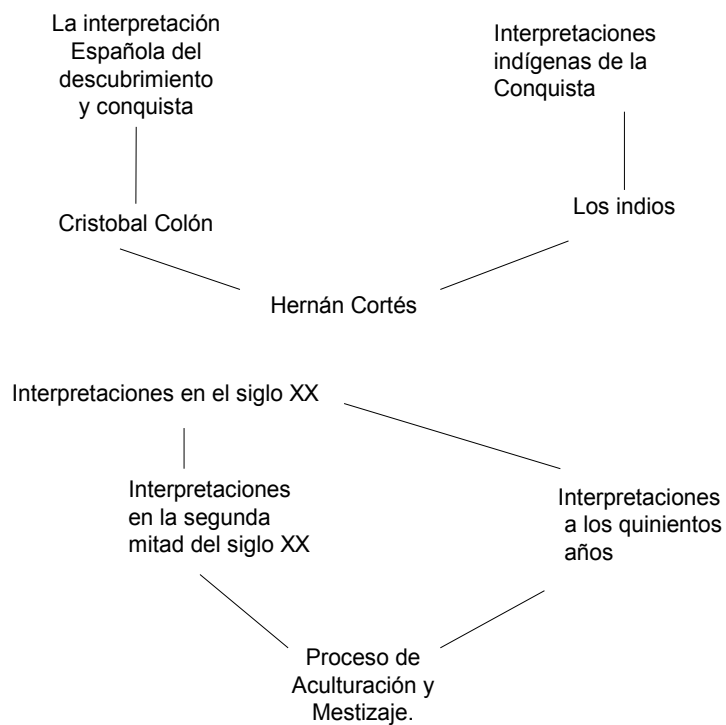 La interpretación
Española del
descubrimiento
y conquista
Interpretaciones
indígenas de la
Conquista
Cristobal Colón
Los indios
Hernán Cortés
Interpretaciones en el siglo XX
Interpretaciones
en la segunda
mitad del siglo XX
Interpretaciones
a los quinientos
años
Proceso de
Aculturación y
Mestizaje.